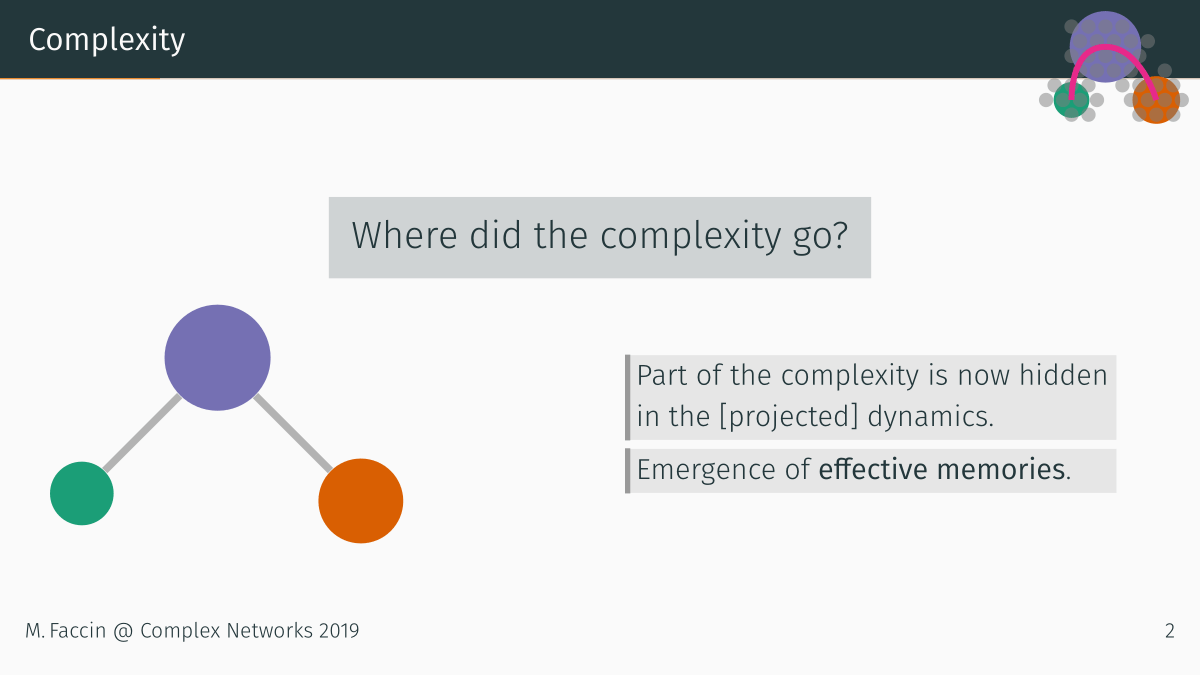 Complexity
Where did the complexity go?
Part of the complexity is now hidden
in the [projected] dynamics.
Emergence of effective memories.
M. Faccin @ Complex Networks 2019
2